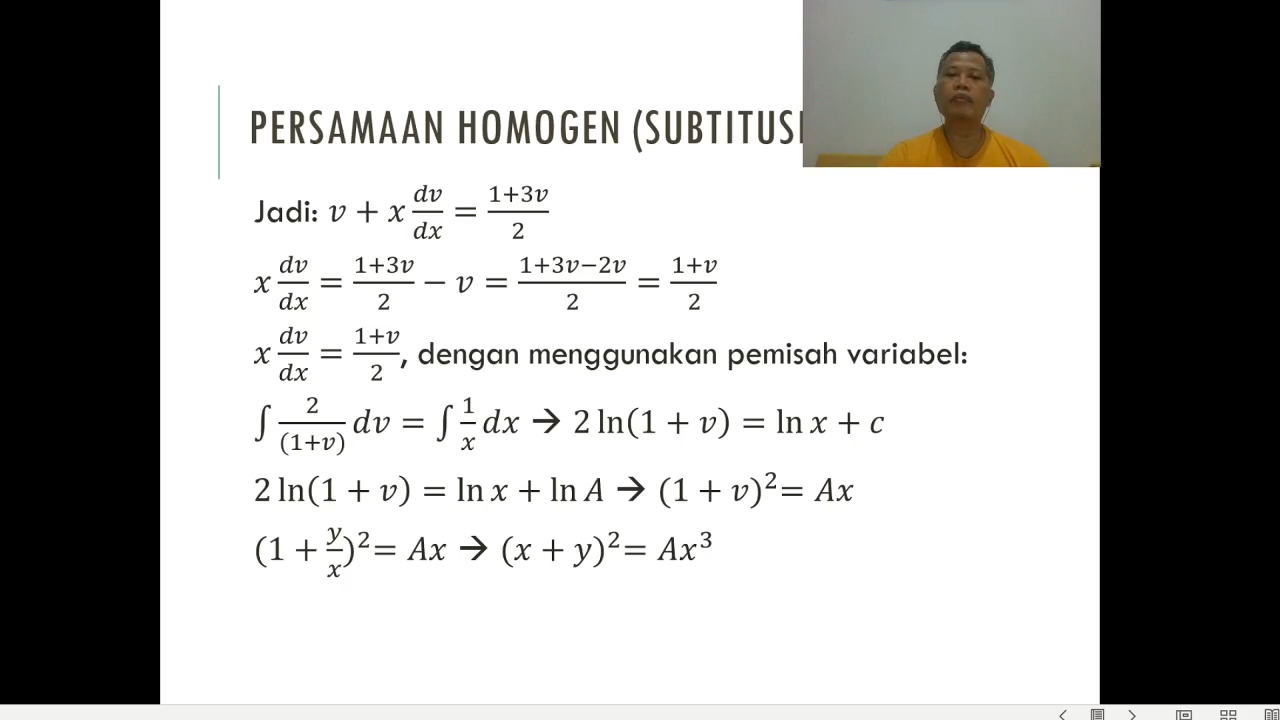 PERSAMAAN HOMOGEN (SUBTITUSI
Jadi: v + x dv/dx = 1+3v/2
x dv/dx = 1+3v/2 − v = 1+3v−2v/2 = 1+v/2
x dv/dx = 1+v/2, dengan menggunakan pemisah variabel:
∫ 2/(1+v) dv = ∫ 1/x dx → 2 ln(1 + v) = ln x + c
2 ln(1 + v) = ln x + ln A → (1 + v)²= Ax
(1 + y/x)²= Ax → (x + y)²= Ax³